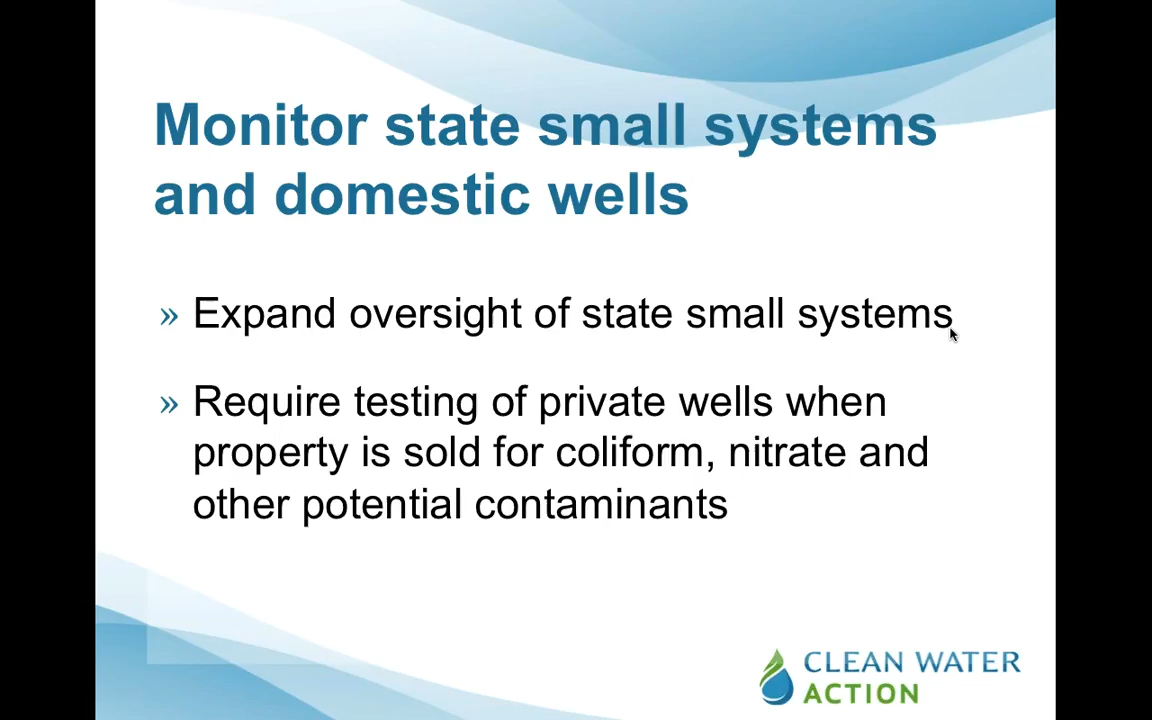 Monitor state small systems
and domestic wells
» Expand oversight of state small systems
» Require testing of private wells when
property is sold for coliform, nitrate and
other potential contaminants
CLEAN WATER
ACTION